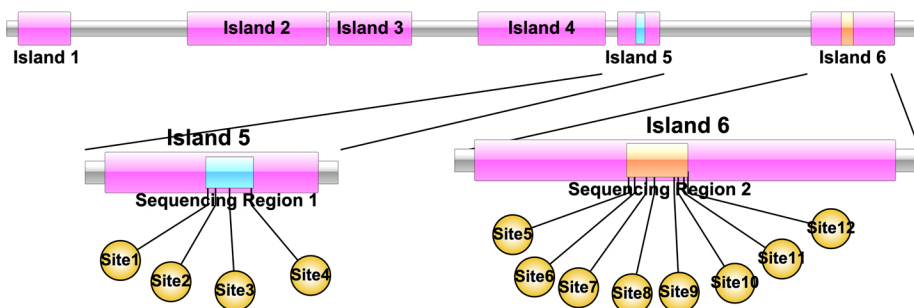 Island 2
Island 3
Island 4
Island 1
Island 5
Island 6
Island 5
Island 6
Sequencing Region 1
Sequencing Region 2
Site1
Site2
Site3
Site4
Site5
Site6
Site7
Site8
Site9
Site10
Site11
Site12